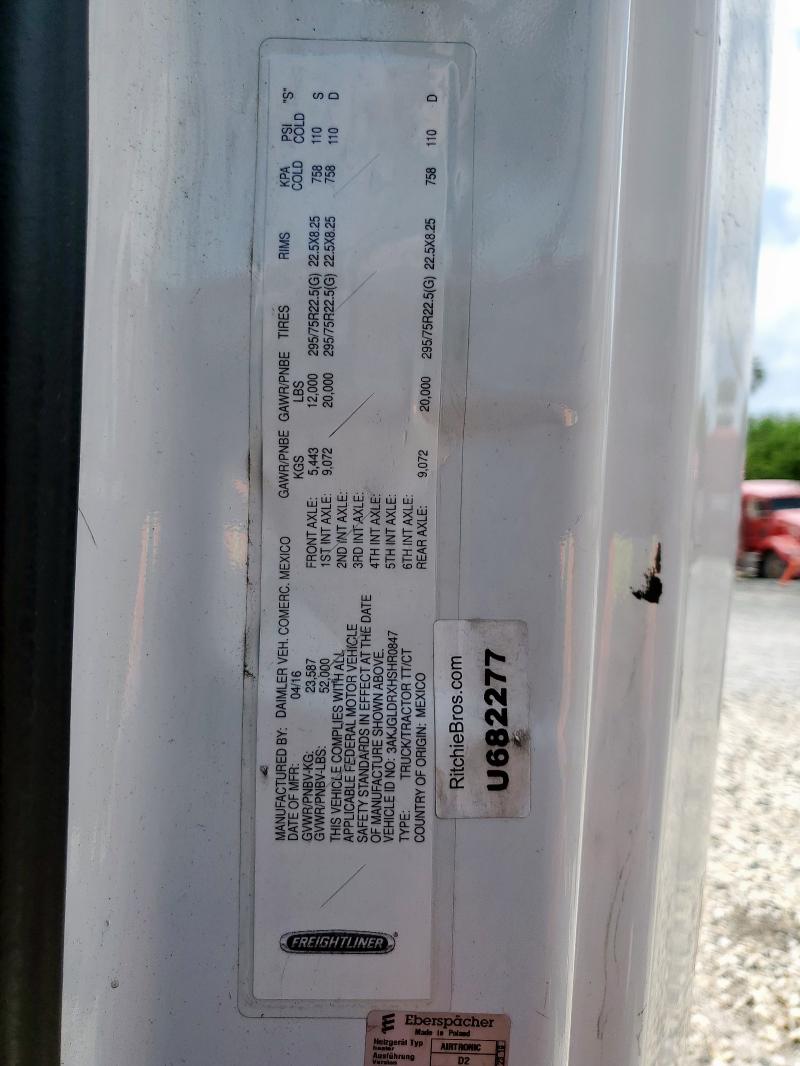 FREIGHTLINER®
MANUFACTURED BY: DAIMLER VEH. COMERC. MEXICO
DATE OF MFR: 04/16
GVWR/PNBV-KG: 23,587
GVWR/PNBV-LBS: 52,000
THIS VEHICLE COMPLIES WITH ALL
APPLICABLE FEDERAL MOTOR VEHICLE
SAFETY STANDARDS IN EFFECT AT THE DATE
OF MANUFACTURE SHOWN ABOVE.
VEHICLE ID NO: 3AKJGLDRXHSHR0847
TYPE: TRUCK/TRACTOR TT/CT
COUNTRY OF ORIGIN: MEXICO
GAWR/PNBE GAWR/PNBE TIRES RIMS KPA PSI "S"
KGS LBS COLD COLD
FRONT AXLE: 5,443 12,000 295/75R22.5(G) 22.5X8.25 758 110 S
1ST INT AXLE: 9,072 20,000 295/75R22.5(G) 22.5X8.25 758 110 D
2ND INT AXLE:
3RD INT AXLE:
4TH INT AXLE:
5TH INT AXLE:
6TH INT AXLE:
REAR AXLE: 9,072 20,000 295/75R22.5(G) 22.5X8.25 758 110 D
RitchieBros.com
U682277
Eberspächer
Made in Poland
Heizgerät Typ AIRTRONIC
heater
Ausführung D2
Version